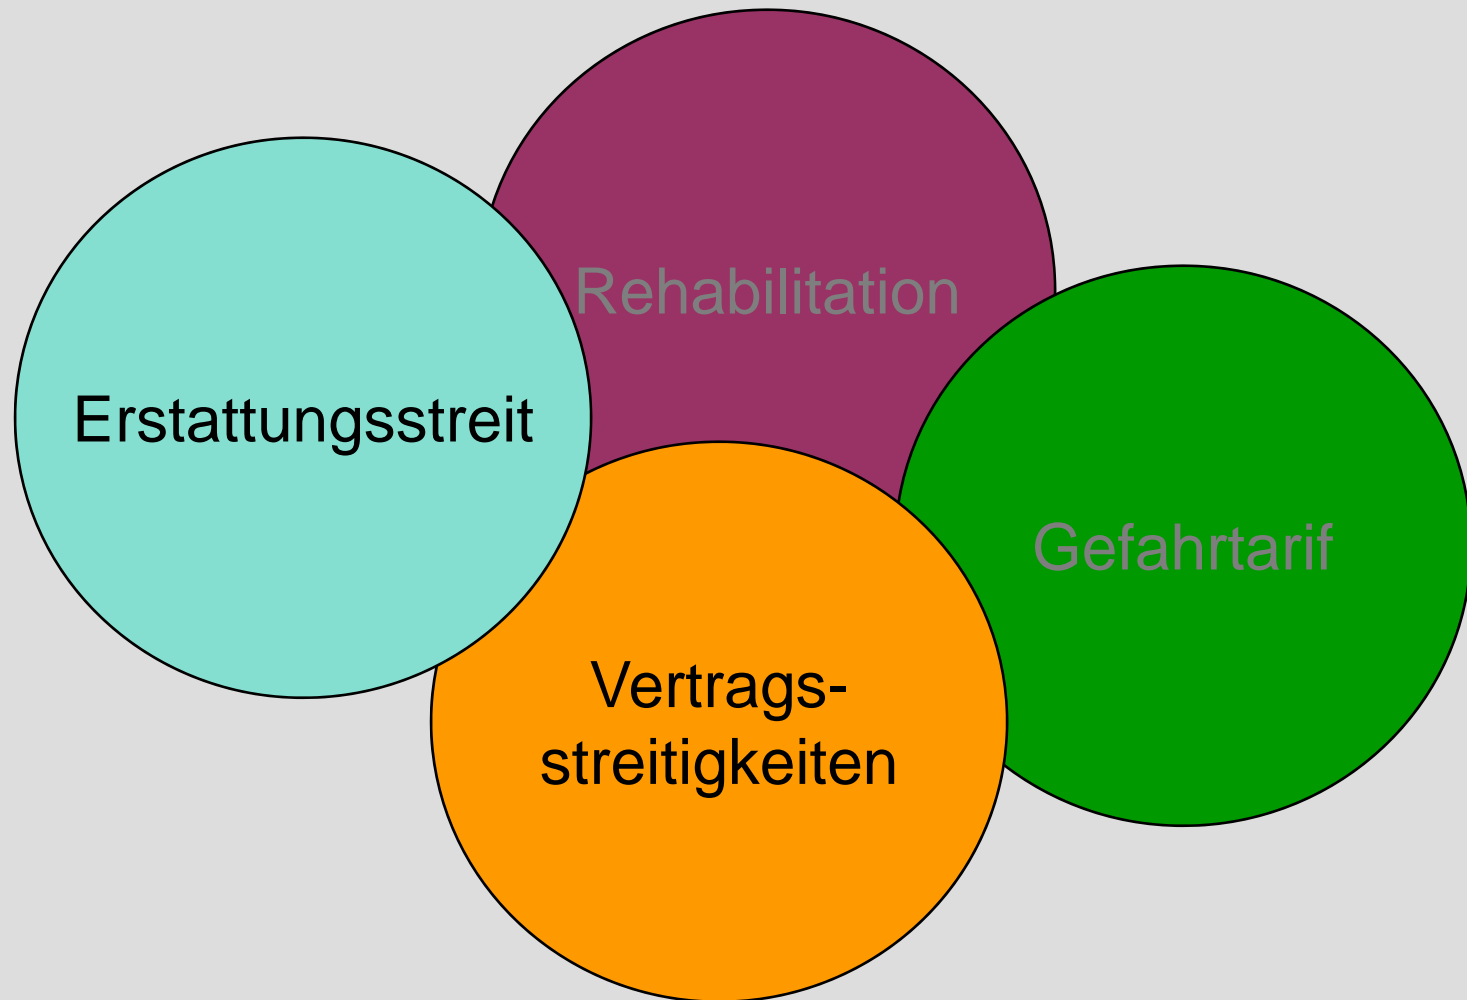 Rehabilitation
Erstattungsstreit
Gefahrtarif
Vertrags-
streitigkeiten